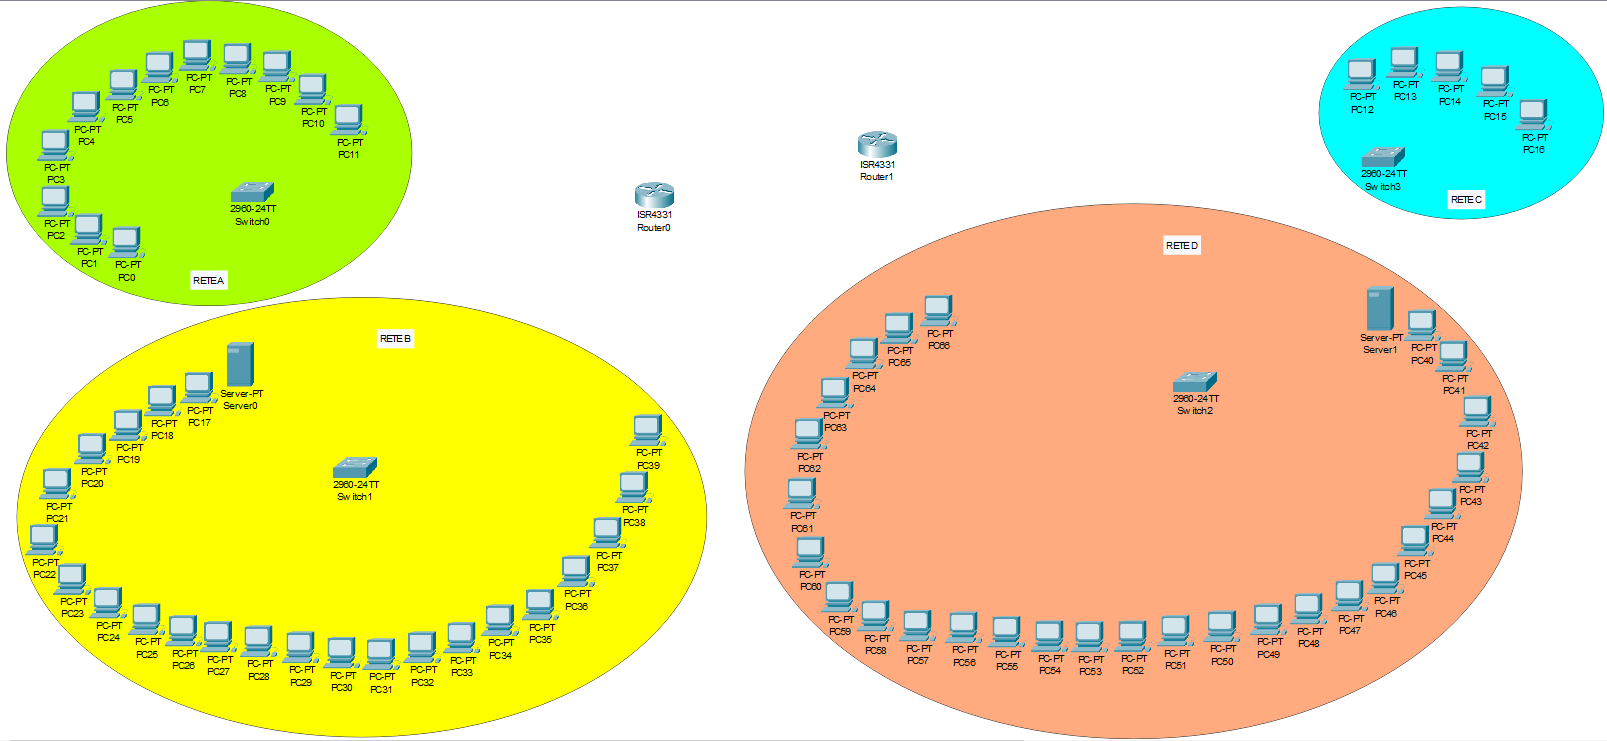 PC-PT
PC0
PC-PT
PC1
PC-PT
PC2
PC-PT
PC3
PC-PT
PC4
PC-PT
PC5
PC-PT
PC6
PC-PT
PC7
PC-PT
PC8
PC-PT
PC9
PC-PT
PC10
PC-PT
PC11
2960-24TT
Switch0
RETE A
ISR4331
Router0
ISR4331
Router1
PC-PT
PC12
PC-PT
PC13
PC-PT
PC14
PC-PT
PC15
PC-PT
PC16
2960-24TT
Switch3
RETE C
RETE B
Server-PT
Server0
PC-PT
PC17
PC-PT
PC18
PC-PT
PC19
PC-PT
PC20
PC-PT
PC21
PC-PT
PC22
PC-PT
PC23
PC-PT
PC24
PC-PT
PC25
PC-PT
PC26
PC-PT
PC27
PC-PT
PC28
PC-PT
PC29
PC-PT
PC30
PC-PT
PC31
PC-PT
PC32
PC-PT
PC33
PC-PT
PC34
PC-PT
PC35
PC-PT
PC36
PC-PT
PC37
PC-PT
PC38
PC-PT
PC39
2960-24TT
Switch1
RETE D
Server-PT
Server1
PC-PT
PC40
PC-PT
PC41
PC-PT
PC42
PC-PT
PC43
PC-PT
PC44
PC-PT
PC45
PC-PT
PC46
PC-PT
PC47
PC-PT
PC48
PC-PT
PC49
PC-PT
PC50
PC-PT
PC51
PC-PT
PC52
PC-PT
PC53
PC-PT
PC54
PC-PT
PC55
PC-PT
PC56
PC-PT
PC57
PC-PT
PC58
PC-PT
PC59
PC-PT
PC60
PC-PT
PC61
PC-PT
PC62
PC-PT
PC63
PC-PT
PC64
PC-PT
PC65
PC-PT
PC66
2960-24TT
Switch2